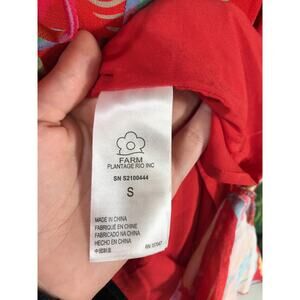 FARM
PLANTAGE RIO INC
SN S2100444
S
MADE IN CHINA
FABRIQUÉ EN CHINE
FABRICADO NA CHINA
HECHO EN CHINA
中国制造